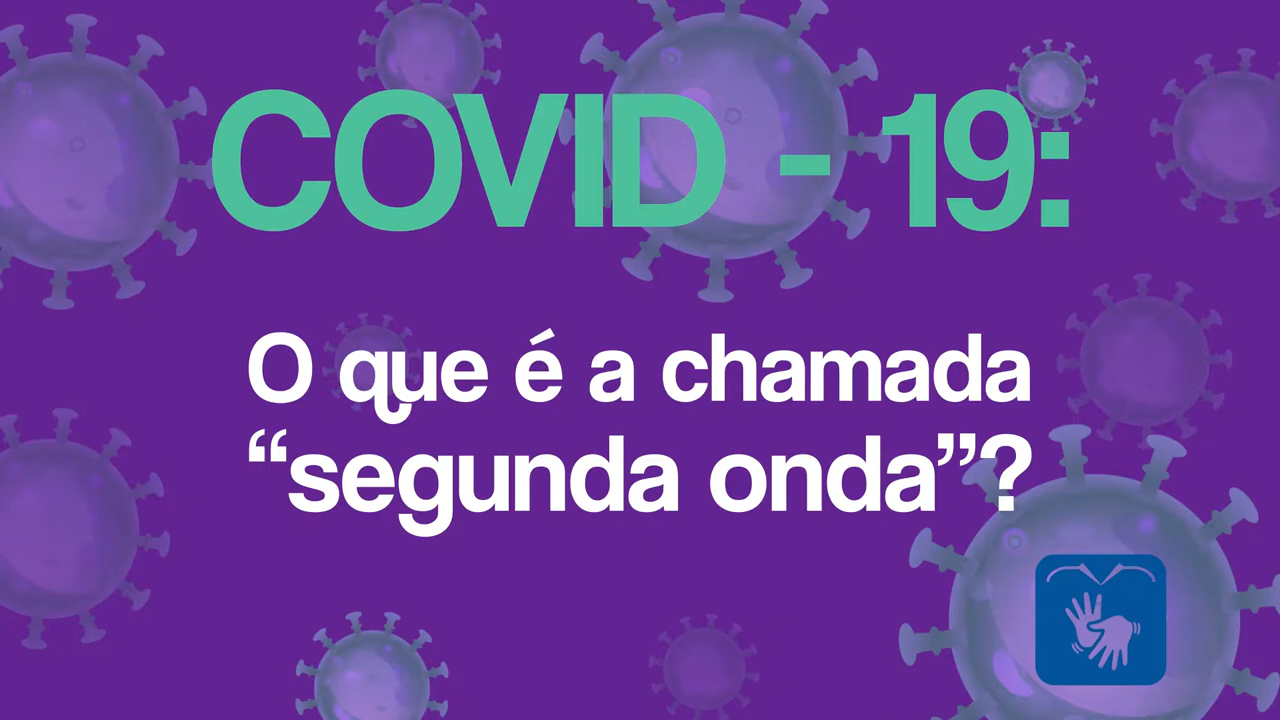 COVID - 19:
O que é a chamada
“segunda onda”?